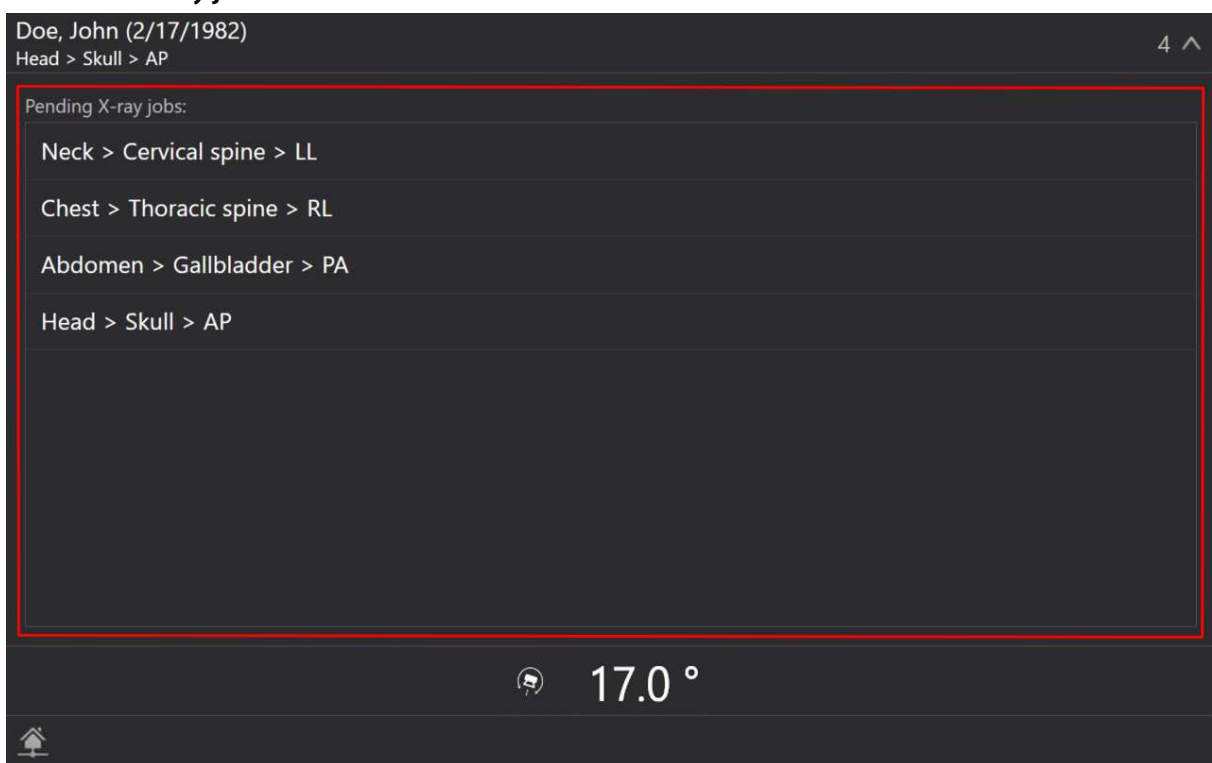 Doe, John (2/17/1982)
Head > Skull > AP
4
Pending X-ray jobs:
Neck > Cervical spine > LL
Chest > Thoracic spine > RL
Abdomen > Gallbladder > PA
Head > Skull > AP
17.0 °